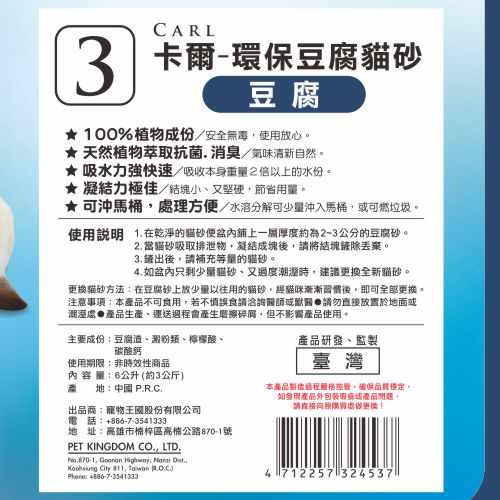 3
CARL
卡爾-環保豆腐貓砂
豆腐
★ 100%植物成份/安全無毒,使用放心。
★ 天然植物萃取抗菌.消臭/氣味清新自然。
★ 吸水力強快速/吸收本身重量2倍以上的水份。
★ 凝結力極佳/結塊小、又堅硬,節省用量。
★ 可沖馬桶,處理方便/水溶分解可少量沖入馬桶,或可燃垃圾。
使用説明 1.在乾淨的貓砂便盆內鋪上一層厚度約為2~3公分的豆腐砂。
2.當貓砂吸取排泄物,凝結成塊後,請將結塊鏟除丟棄。
3.鏟出後,請補充等量的貓砂。
4.如盆內只剩少量貓砂、又過度潮溼時,建議更換全新貓砂。
更換貓砂方法:在豆腐砂上放少量以往用的貓砂,經貓咪漸漸習慣後,即可全部更換。
注意事項:本產品不可食用,若不慎誤食請洽詢醫師或獸醫●請勿直接放置於地面或
潮溼處●產品生產、運送過程會產生磨擦碎屑,但不影響產品使用。
主要成份:豆腐渣、澱粉類、檸檬酸、
碳酸鈣
使用期限:非時效性商品
內容量:6公升(約3公斤)
產地:中國 P.R.C.
出品商:寵物王國股份有限公司
電話:+886-7-3541333
地址:高雄市楠梓區高楠公路870-1號
PET KINGDOM CO., LTD.
No.870-1, Gaonan Highway, Nanzi Dist.,
Kaohsiung City 811, Taiwan (R.O.C.)
Phone: +886-7-3541333
產品研發、監製
臺灣
本產品製造過程嚴格控管,確保品質穩定,
如發現產品外包裝瑕疵或產品問題,
請直接向原購買處做更換!
4 712257 324537